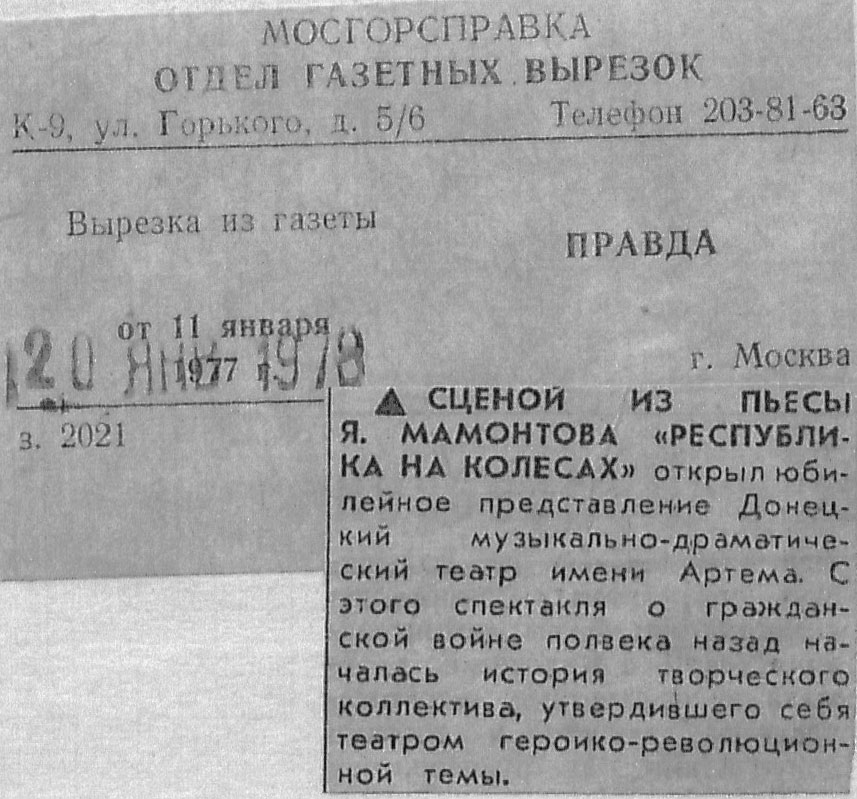 МОСГОРСПРАВКА
ОТДЕЛ ГАЗЕТНЫХ ВЫРЕЗОК
К-9, ул. Горького, д. 5/6 Телефон 203-81-63
Вырезка из газеты
ПРАВДА
от 11 января
1977 г.
20 ЯНВ 1978
г. Москва
з. 2021
▲ СЦЕНОЙ ИЗ ПЬЕСЫ
Я. МАМОНТОВА «РЕСПУБЛИ-
КА НА КОЛЕСАХ» открыл юби-
лейное представление Донец-
кий музыкально-драматиче-
ский театр имени Артема. С
этого спектакля о граждан-
ской войне полвека назад на-
чалась история творческого
коллектива, утвердившего себя
театром героико-революцион-
ной темы.